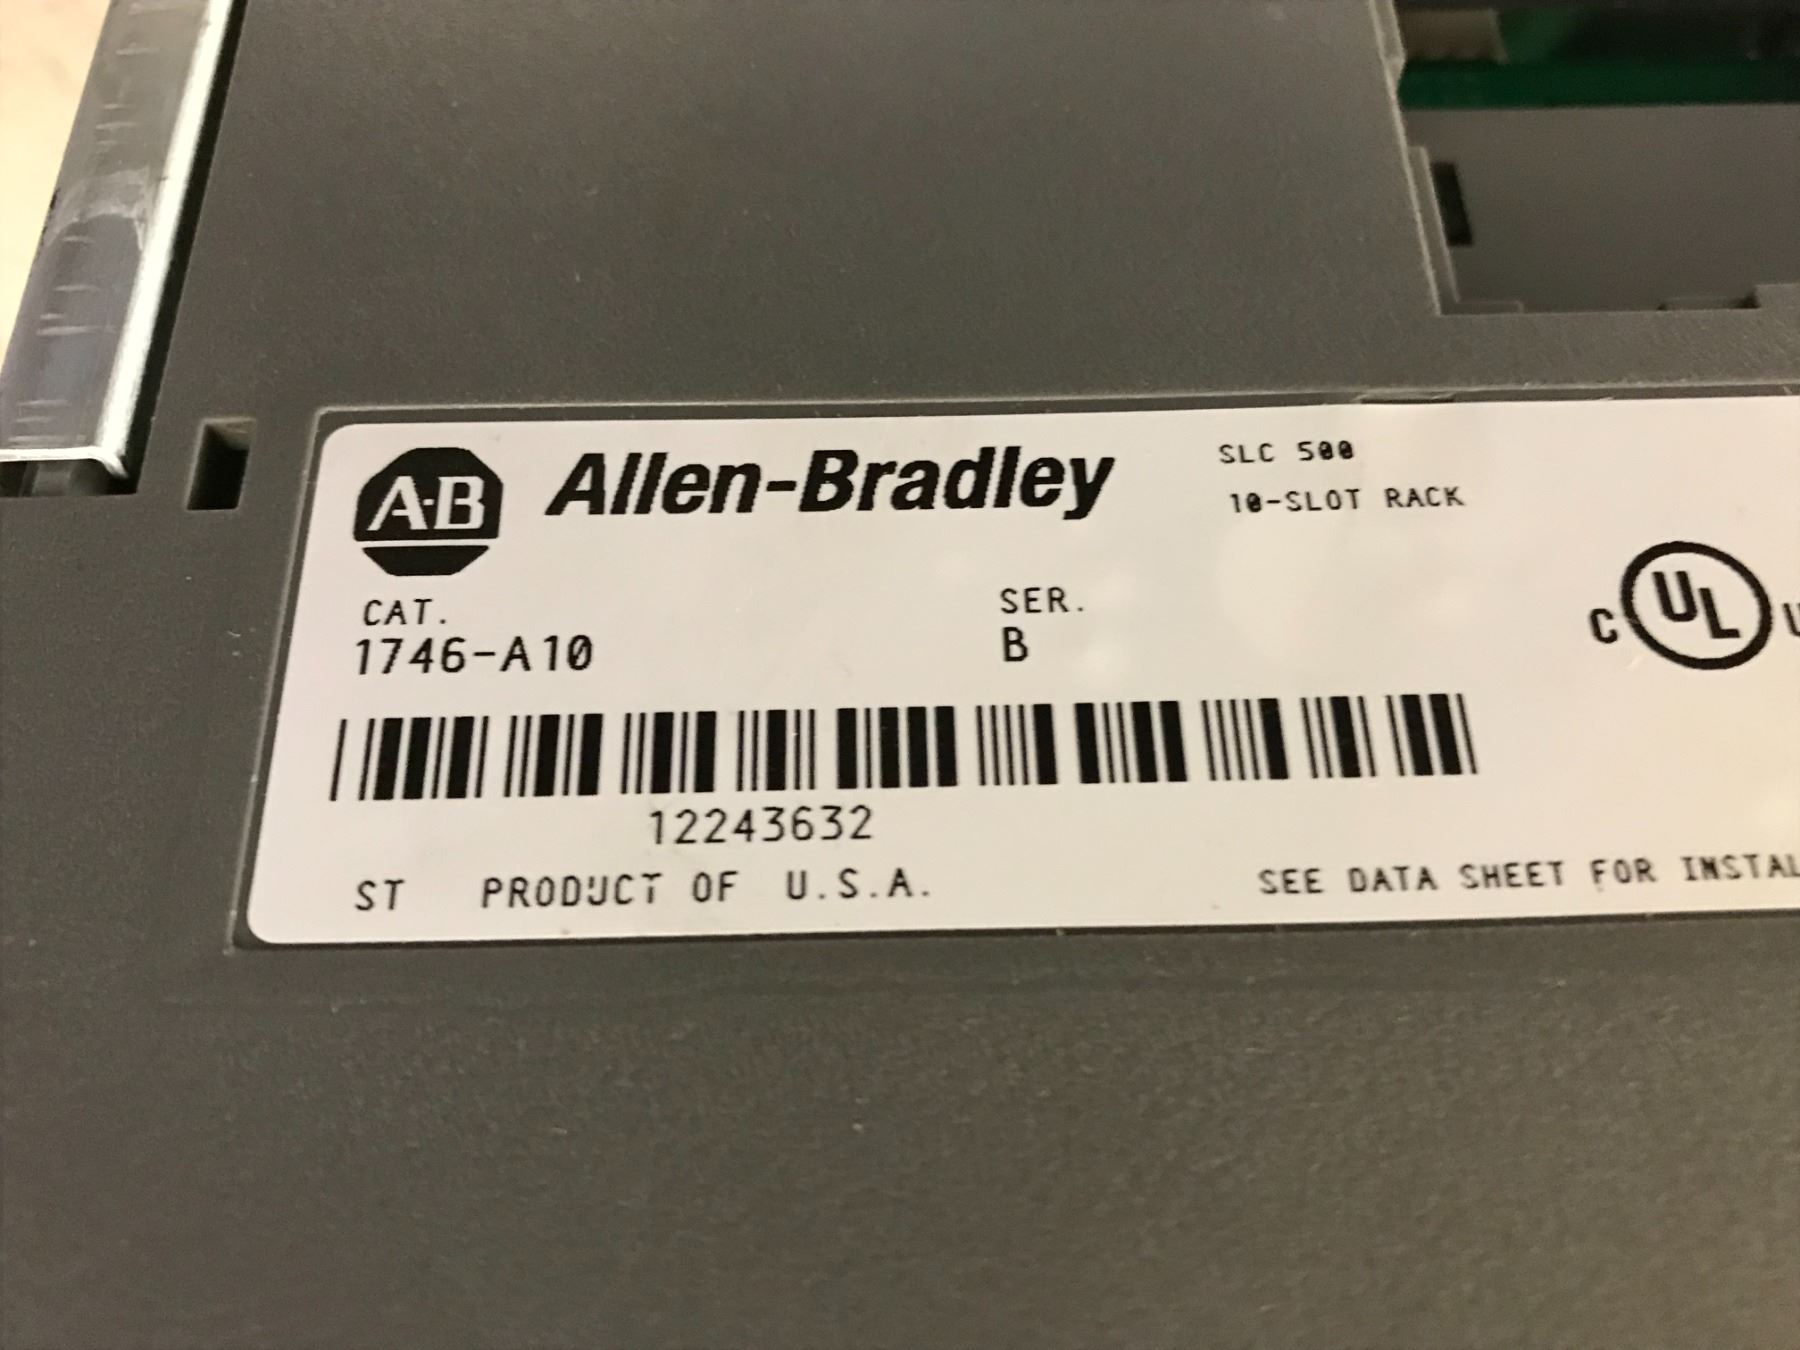 A-B Allen-Bradley
SLC 500
10-SLOT RACK
CAT.
1746-A10
SER.
B
C UL
12243632
ST PRODUCT OF U.S.A.
SEE DATA SHEET FOR INSTAL